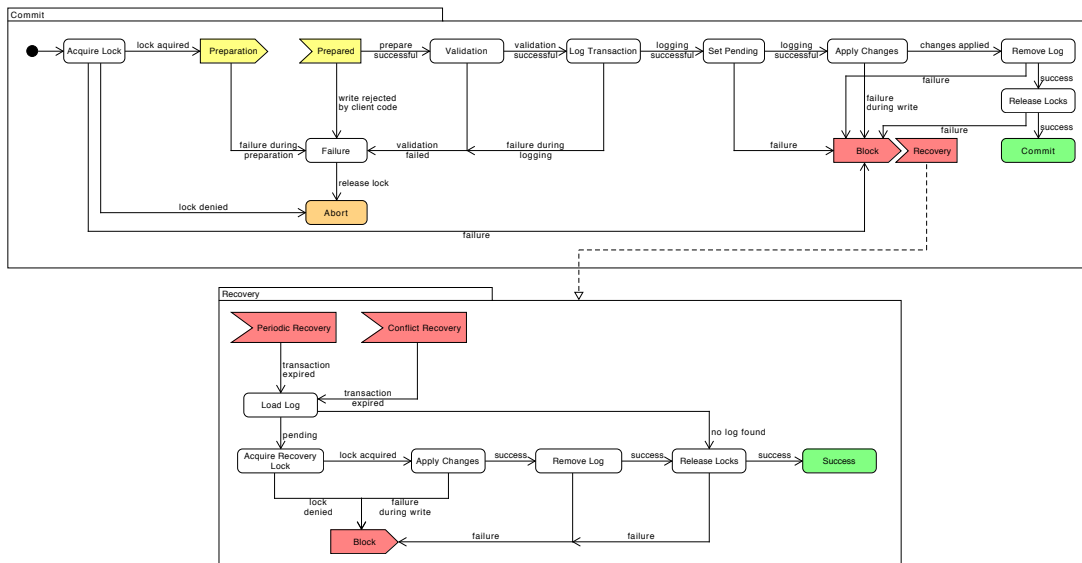 Commit
Acquire Lock
lock aquired
Preparation
Prepared
prepare
successful
Validation
validation
successful
Log Transaction
logging
successful
Set Pending
logging
successful
Apply Changes
changes applied
Remove Log
failure
success
write rejected
by client code
failure
during write
Release Locks
failure
success
failure during
preparation
Failure
validation
failed
failure during
logging
failure
Block
Recovery
Commit
release lock
lock denied
Abort
failure
Recovery
Periodic Recovery
Conflict Recovery
transaction
expired
transaction
expired
Load Log
pending
no log found
Acquire Recovery
Lock
lock acquired
Apply Changes
success
Remove Log
success
Release Locks
success
Success
lock
denied
failure
during write
Block
failure
failure